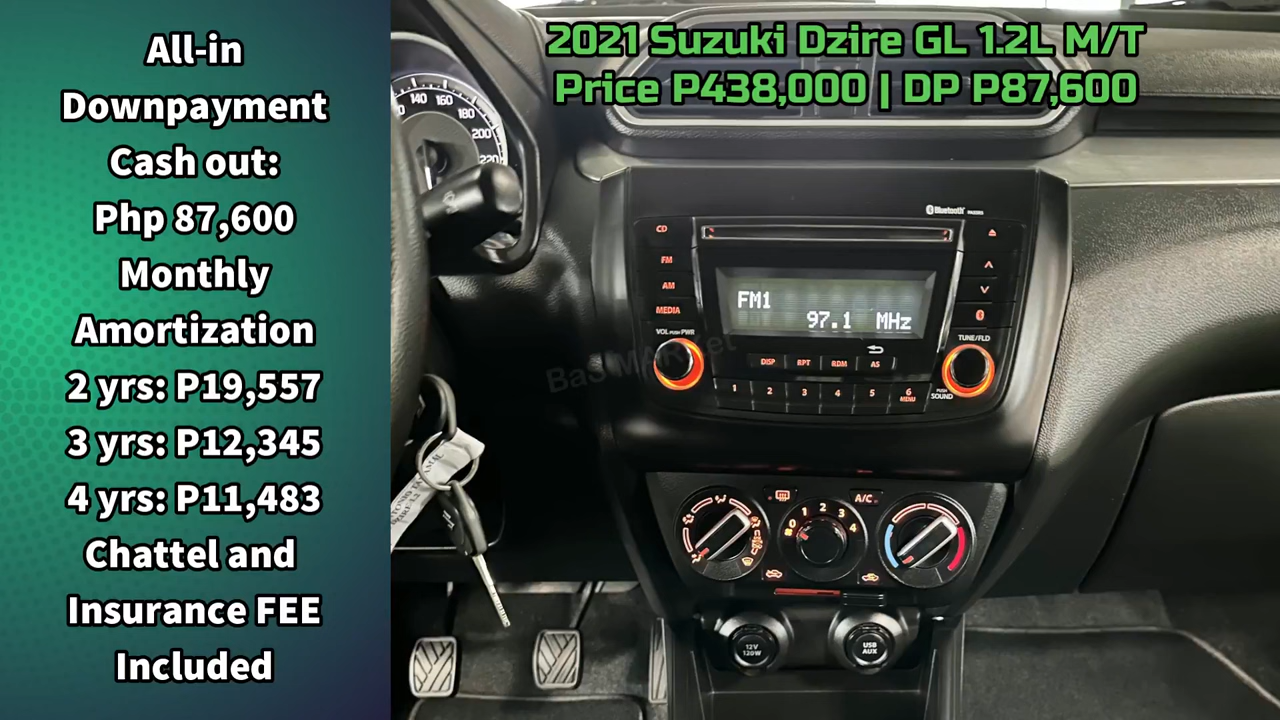 All-in
Downpayment
Cash out:
Php 87,600
Monthly
Amortization
2 yrs: P19,557
3 yrs: P12,345
4 yrs: P11,483
Chattel and
Insurance FEE
Included
2021 Suzuki Dzire GL 1.2L M/T
Price P438,000 | DP P87,600
140 160 180 200 220
Bluetooth
CD
FM
AM
MEDIA
VOL PUSH PWR
FM1
97.1 MHz
TUNE/FLD
DISP RPT RDM AS
1 2 3 4 5 6
MENU
PUSH
SOUND
BaS MARKet
A/C
0 1 2 3 4
12V
120W
USB
AUX